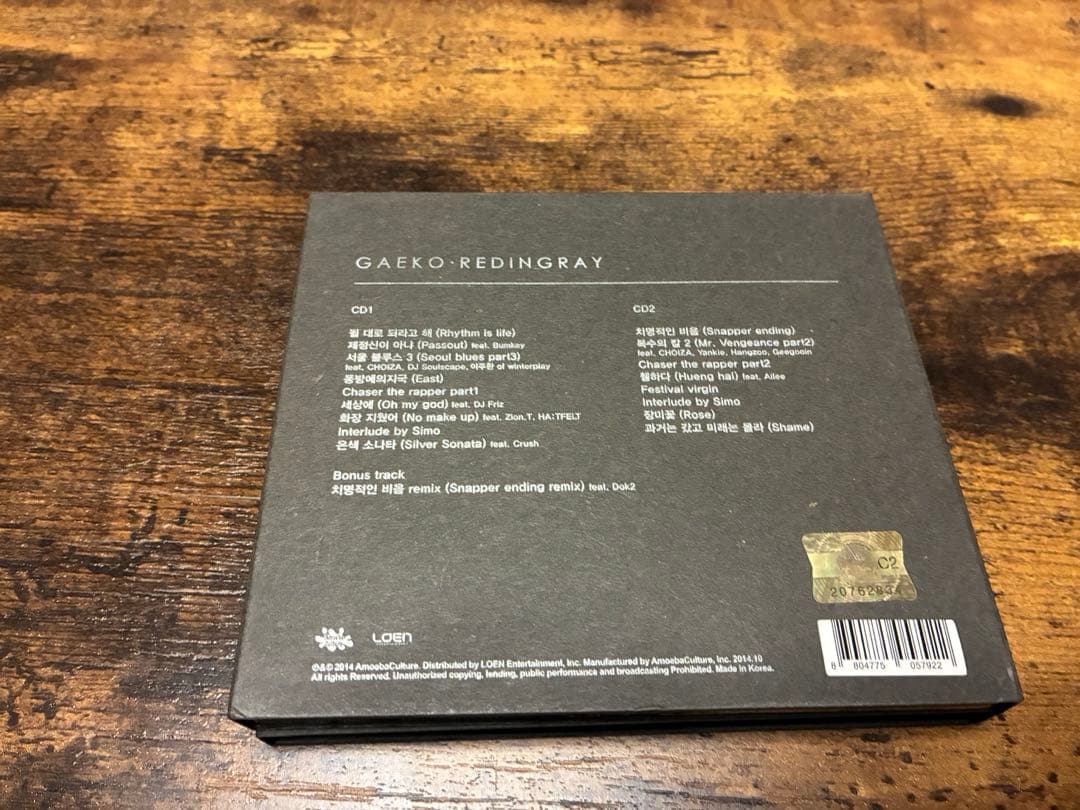 GAEKO·REDINGRAY
CD1
될 대로 되라고 해 (Rhythm is life)
제정신이 아냐 (Passout) feat. Bumkey
서울 블루스 3 (Seoul blues part3)
feat. CHOIZA, DJ Soulscape, 이주한 of winterplay
동방예의지국 (East)
Chaser the rapper part1
세상에 (Oh my god) feat. DJ Friz
화장 지웠어 (No make up) feat. Zion.T, HA:TFELT
Interlude by Simo
은색 소나타 (Silver Sonata) feat. Crush
Bonus track
치명적인 비음 remix (Snapper ending remix) feat. Dok2
CD2
치명적인 비음 (Snapper ending)
복수의 칼 2 (Mr. Vengeance part2)
feat. CHOIZA, Yankie, Hangzoo, Geegooin
Chaser the rapper part2
헹하다 (Hueng hai) feat. Ailee
Festival virgin
Interlude by Simo
장미꽃 (Rose)
과거는 갔고 미래는 몰라 (Shame)
C2
LOEN
8 804775 057922
℗&© 2014 AmoebaCulture. Distributed by LOEN Entertainment, Inc. Manufactured by AmoebaCulture, Inc. 2014.10
All rights Reserved. Unauthorized copying, lending, public performance and broadcasting Prohibited. Made in Korea.